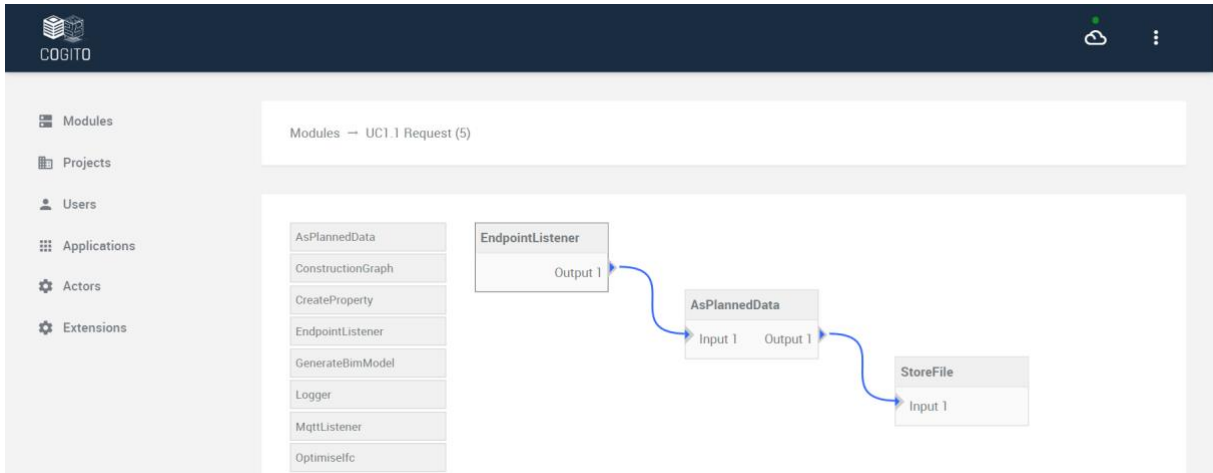 COGITO
Modules
Projects
Users
Applications
Actors
Extensions
Modules → UC1.1 Request (5)
AsPlannedData
ConstructionGraph
CreateProperty
EndpointListener
GenerateBimModel
Logger
MqttListener
OptimiseIfc
EndpointListener
Output 1
AsPlannedData
Input 1 Output 1
StoreFile
Input 1